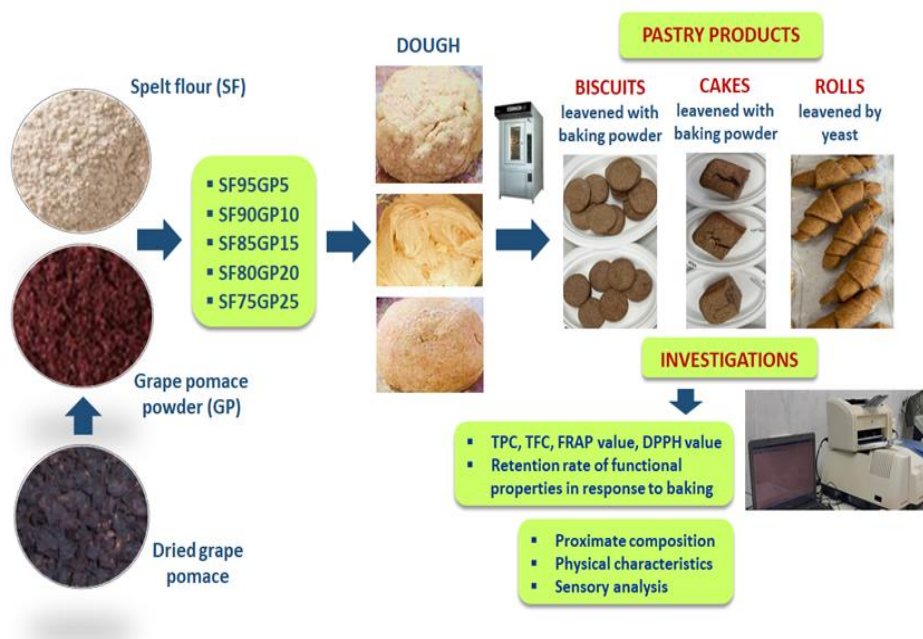 Spelt flour (SF)
Grape pomace
powder (GP)
Dried grape
pomace
▪ SF95GP5
▪ SF90GP10
▪ SF85GP15
▪ SF80GP20
▪ SF75GP25
DOUGH
PASTRY PRODUCTS
BISCUITS
leavened with
baking powder
CAKES
leavened with
baking powder
ROLLS
leavened by
yeast
INVESTIGATIONS
▪ TPC, TFC, FRAP value, DPPH value
▪ Retention rate of functional
properties in response to baking
▪ Proximate composition
▪ Physical characteristics
▪ Sensory analysis